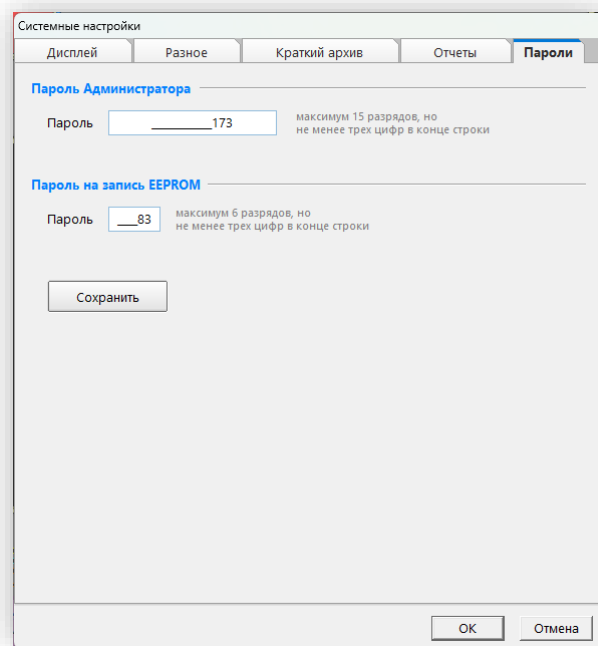 Системные настройки
Дисплей Разное Краткий архив Отчеты Пароли
Пароль Администратора
Пароль __________173 максимум 15 разрядов, но
не менее трех цифр в конце строки
Пароль на запись EEPROM
Пароль ___83 максимум 6 разрядов, но
не менее трех цифр в конце строки
Сохранить
OK Отмена